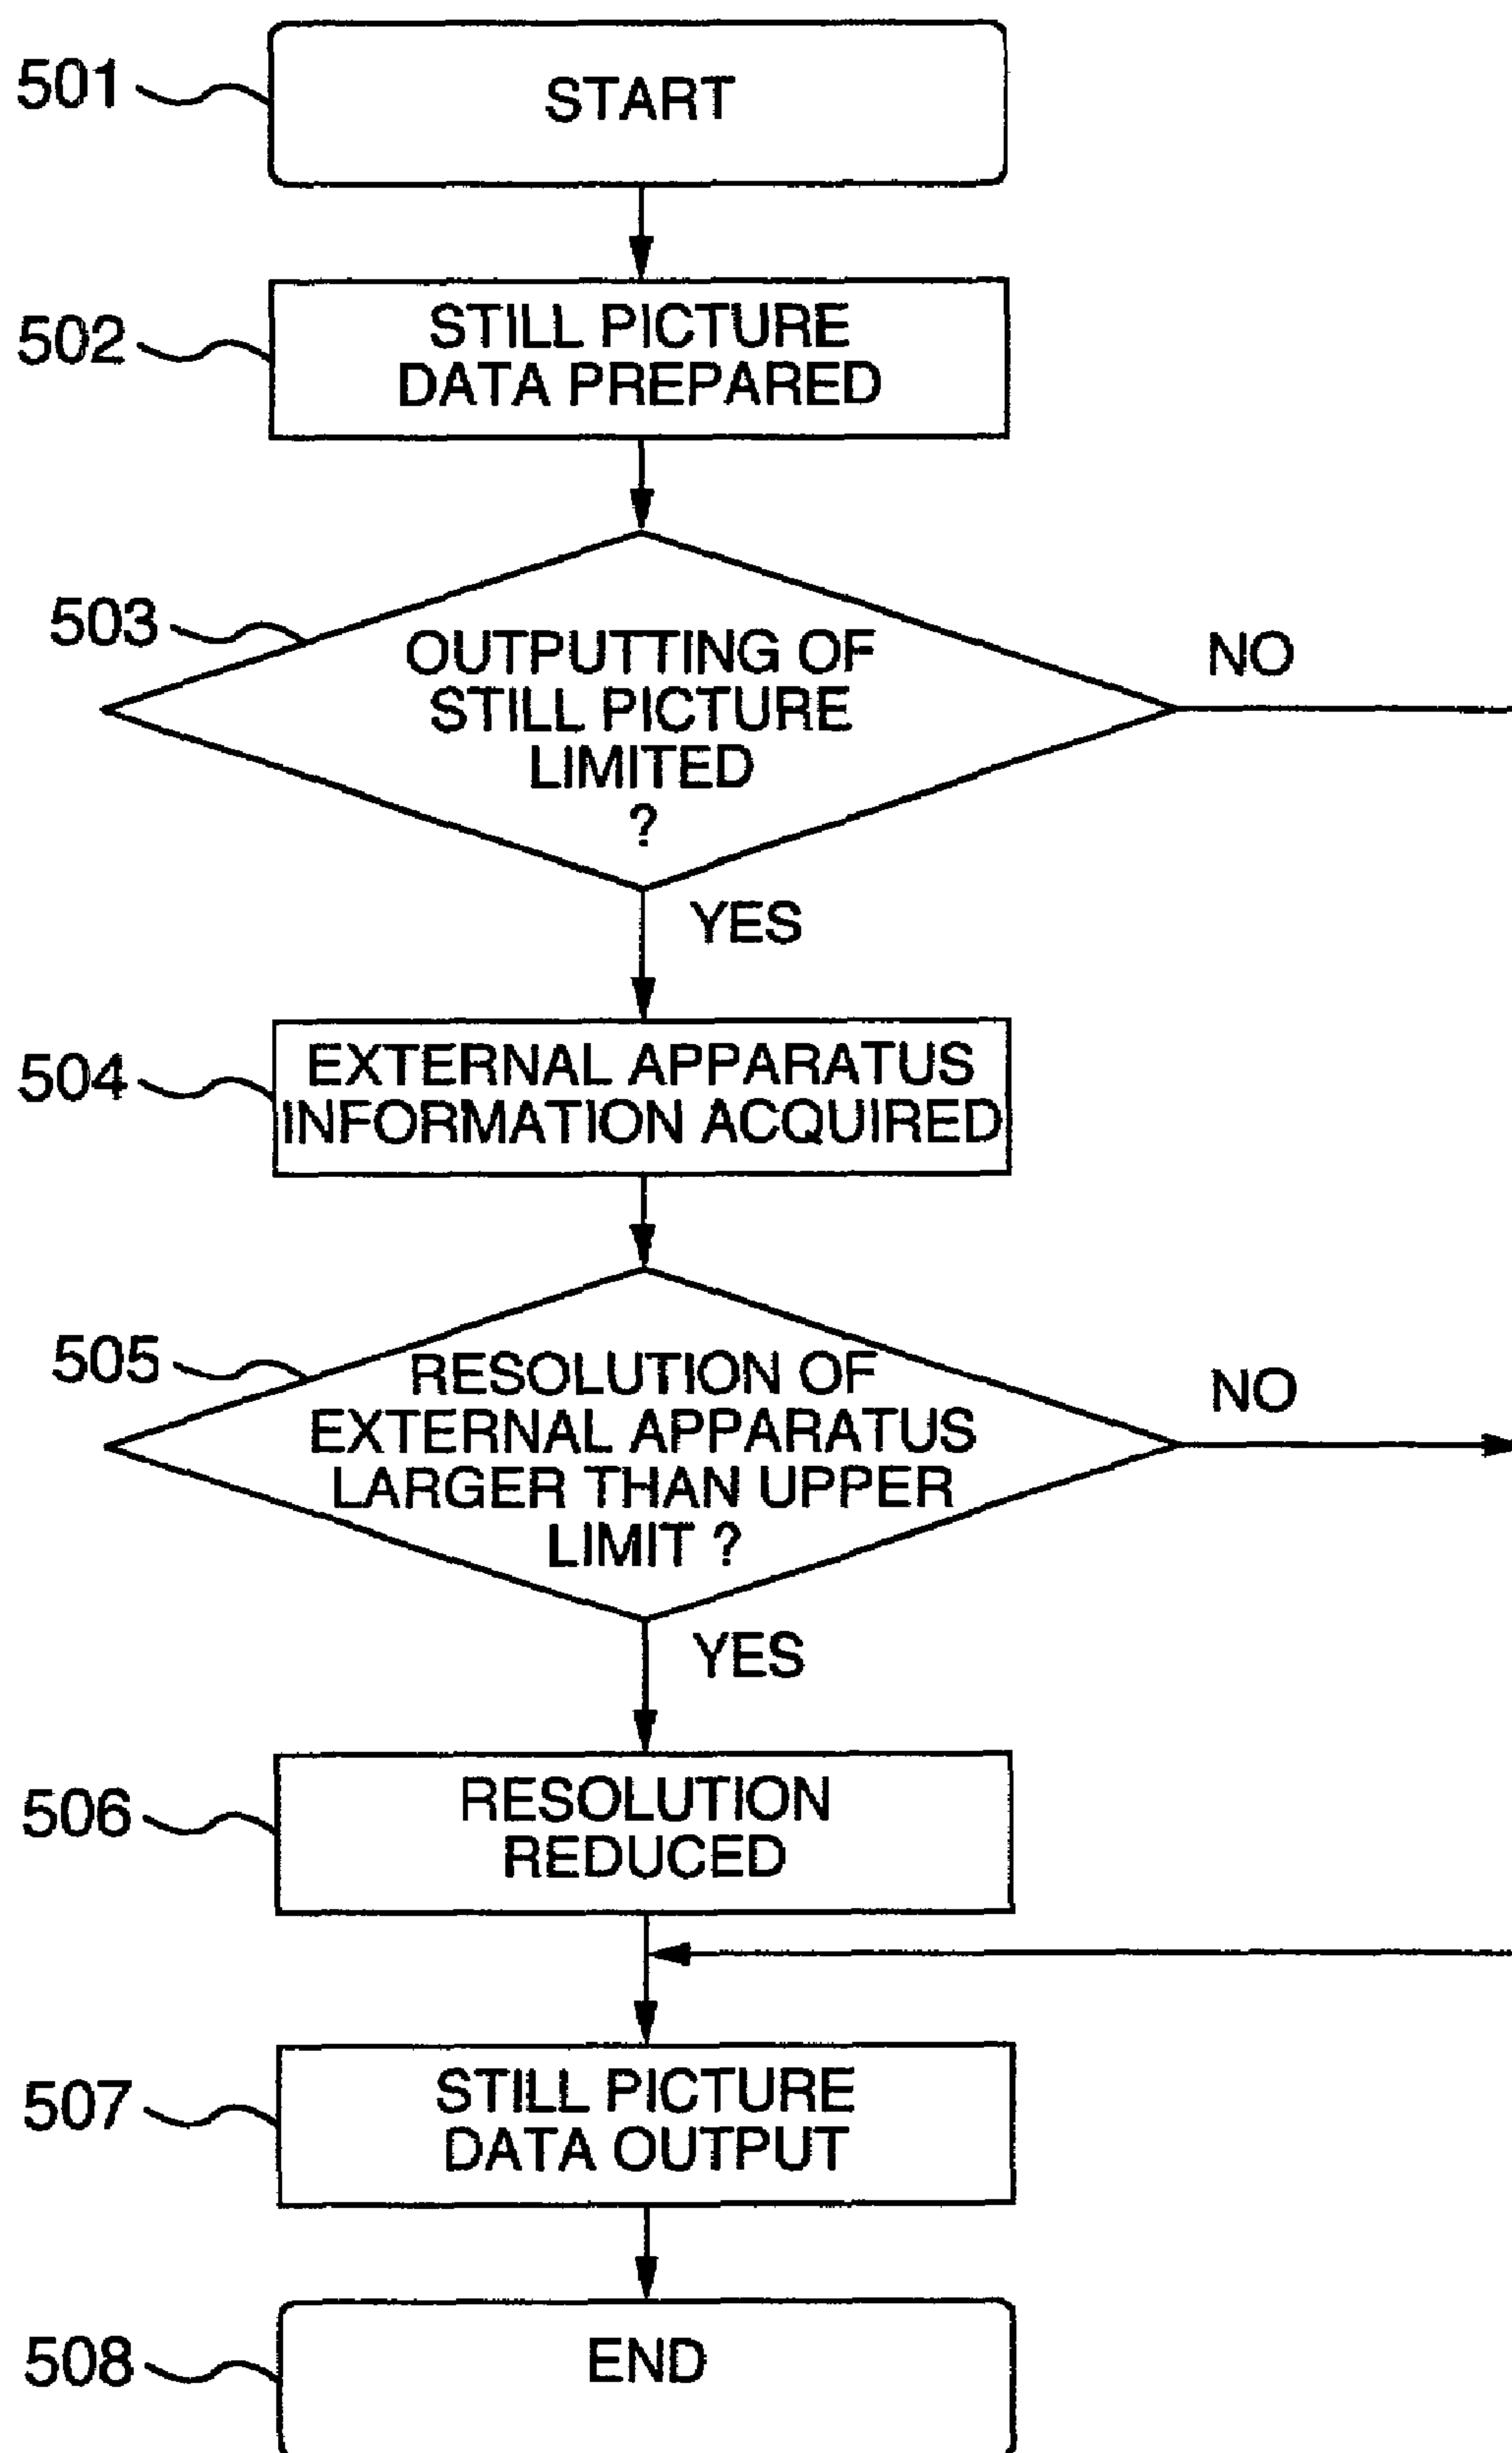 501
START
502
STILL PICTURE
DATA PREPARED
503
OUTPUTTING OF
STILL PICTURE
LIMITED
?
NO
YES
504
EXTERNAL APPARATUS
INFORMATION ACQUIRED
505
RESOLUTION OF
EXTERNAL APPARATUS
LARGER THAN UPPER
LIMIT ?
NO
YES
506
RESOLUTION
REDUCED
507
STILL PICTURE
DATA OUTPUT
508
END